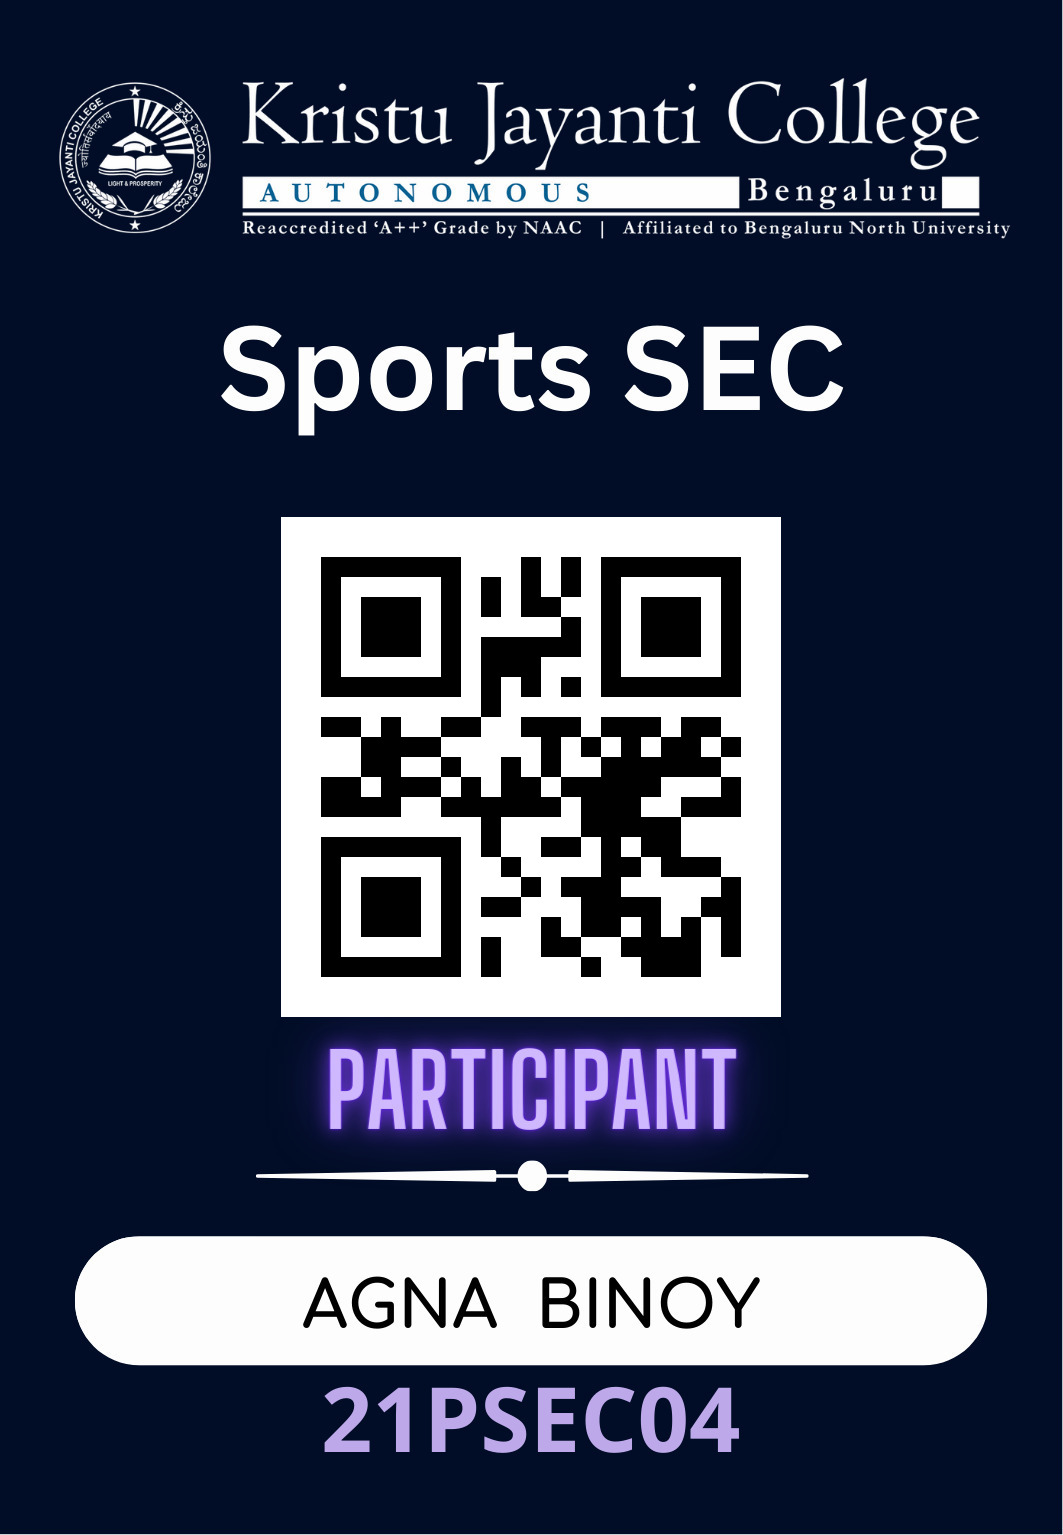 KRISTU JAYANTI COLLEGE
LIGHT & PROSPERITY
Kristu Jayanti College
AUTONOMOUS Bengaluru
Reaccredited ‘A++’ Grade by NAAC | Affiliated to Bengaluru North University
Sports SEC
PARTICIPANT
AGNA BINOY
21PSEC04